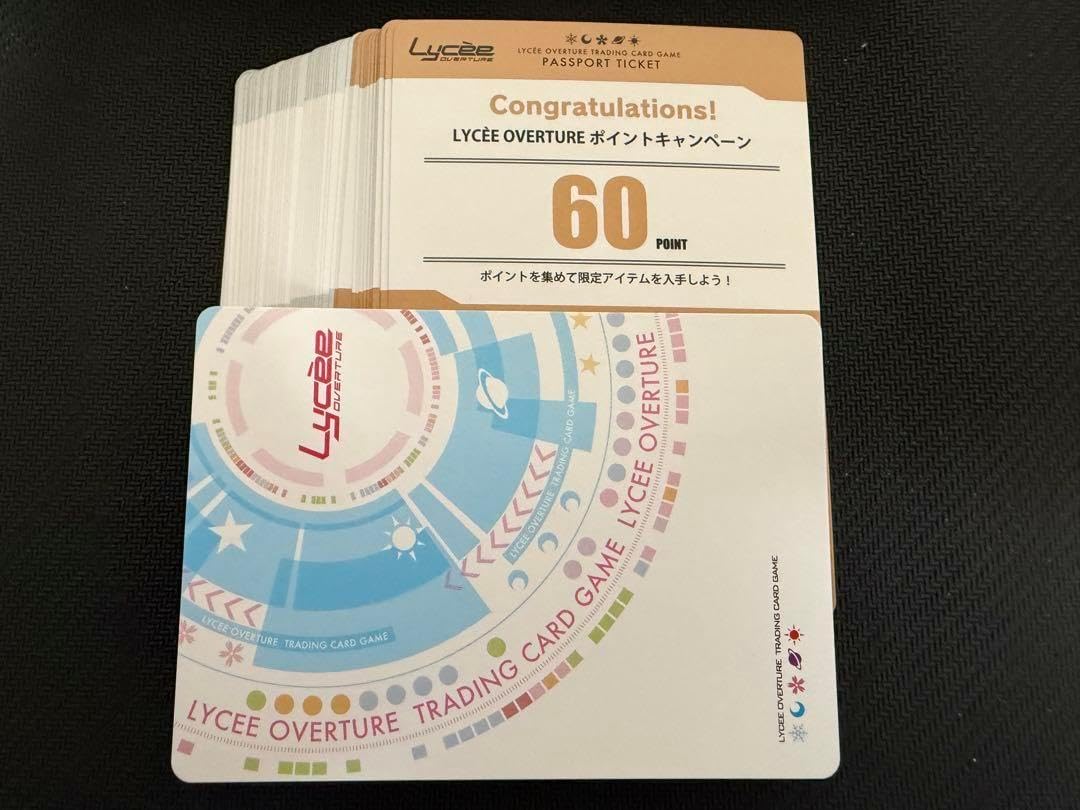 Lycèe
OVERTURE
LYCÈE OVERTURE TRADING CARD GAME
PASSPORT TICKET
Congratulations!
LYCÈE OVERTURE ポイントキャンペーン
60 POINT
ポイントを集めて限定アイテムを入手しよう!
Lycèe
OVERTURE
LYCEE OVERTURE TRADING CARD GAME
LYCEE OVERTURE TRADING CARD GAME
LYCEE OVERTURE TRADING CARD GAME LYCEE OVERTURE
LYCEE OVERTURE TRADING CARD GAME